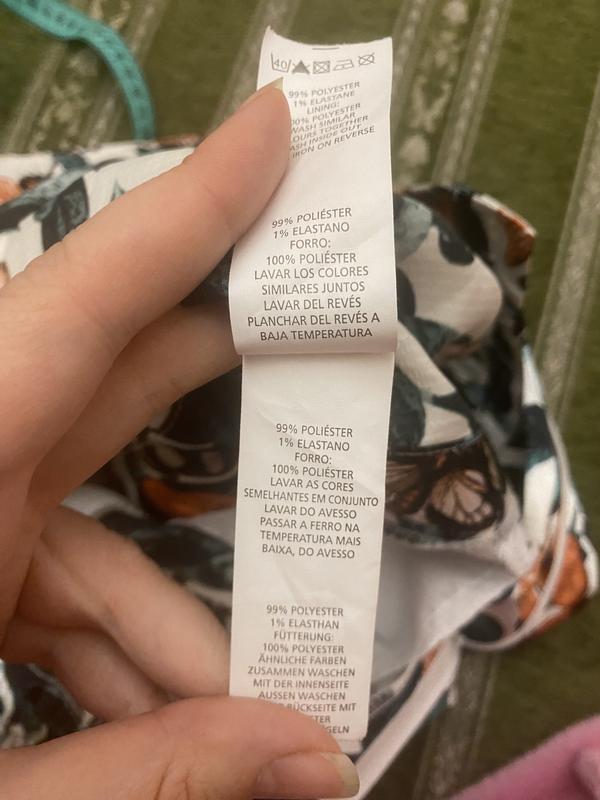 40
99% POLYESTER
1% ELASTANE
LINING:
POLYESTER
WASH SIMILAR
TOGETHER
INSIDE OUT
IRON ON REVERSE
99% POLIÉSTER
1% ELASTANO
FORRO:
100% POLIÉSTER
LAVAR LOS COLORES
SIMILARES JUNTOS
LAVAR DEL REVÉS
PLANCHAR DEL REVÉS A
BAJA TEMPERATURA
99% POLIÉSTER
1% ELASTANO
FORRO:
100% POLIÉSTER
LAVAR AS CORES
SEMELHANTES EM CONJUNTO
LAVAR DO AVESSO
PASSAR A FERRO NA
TEMPERATURA MAIS
BAIXA, DO AVESSO
99% POLYESTER
1% ELASTHAN
FÜTTERUNG:
100% POLYESTER
ÄHNLICHE FARBEN
ZUSAMMEN WASCHEN
MIT DER INNENSEITE
AUSSEN WASCHEN
MIT